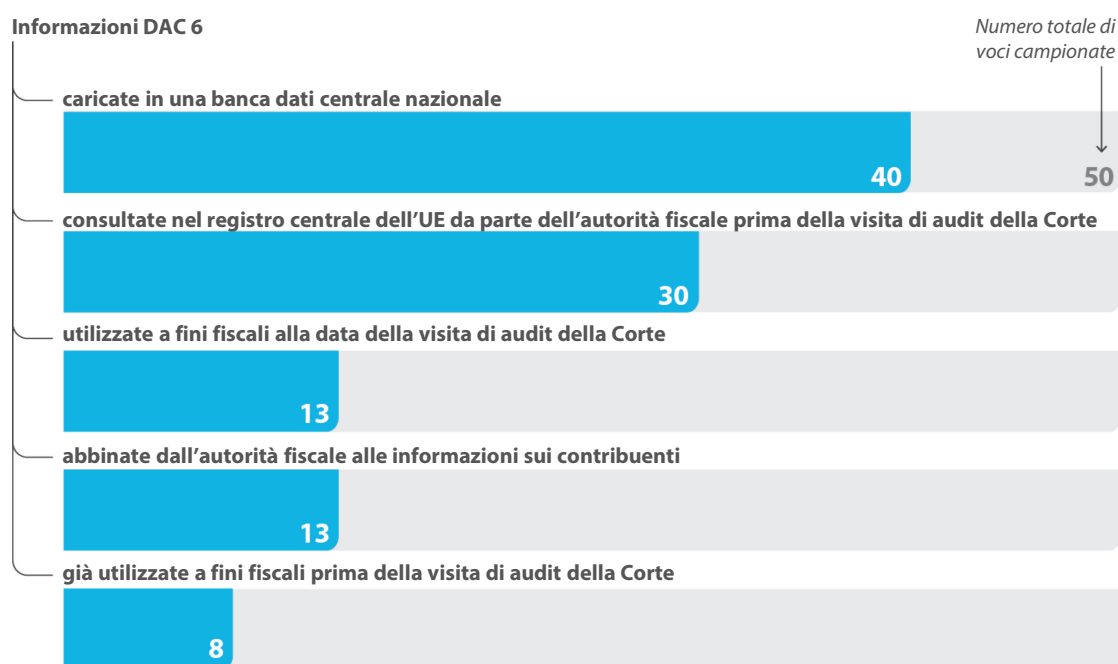 Informazioni DAC 6
Numero totale di
voci campionate
caricate in una banca dati centrale nazionale
40
50
consultate nel registro centrale dell’UE da parte dell’autorità fiscale prima della visita di audit della Corte
30
utilizzate a fini fiscali alla data della visita di audit della Corte
13
abbinate dall’autorità fiscale alle informazioni sui contribuenti
13
già utilizzate a fini fiscali prima della visita di audit della Corte
8